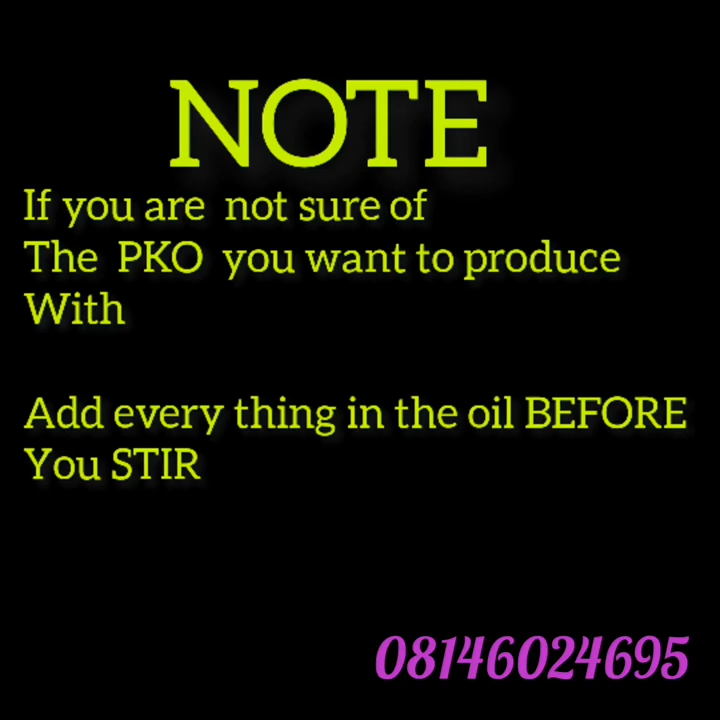 NOTE
If you are not sure of
The PKO you want to produce
With
Add every thing in the oil BEFORE
You STIR
08146024695